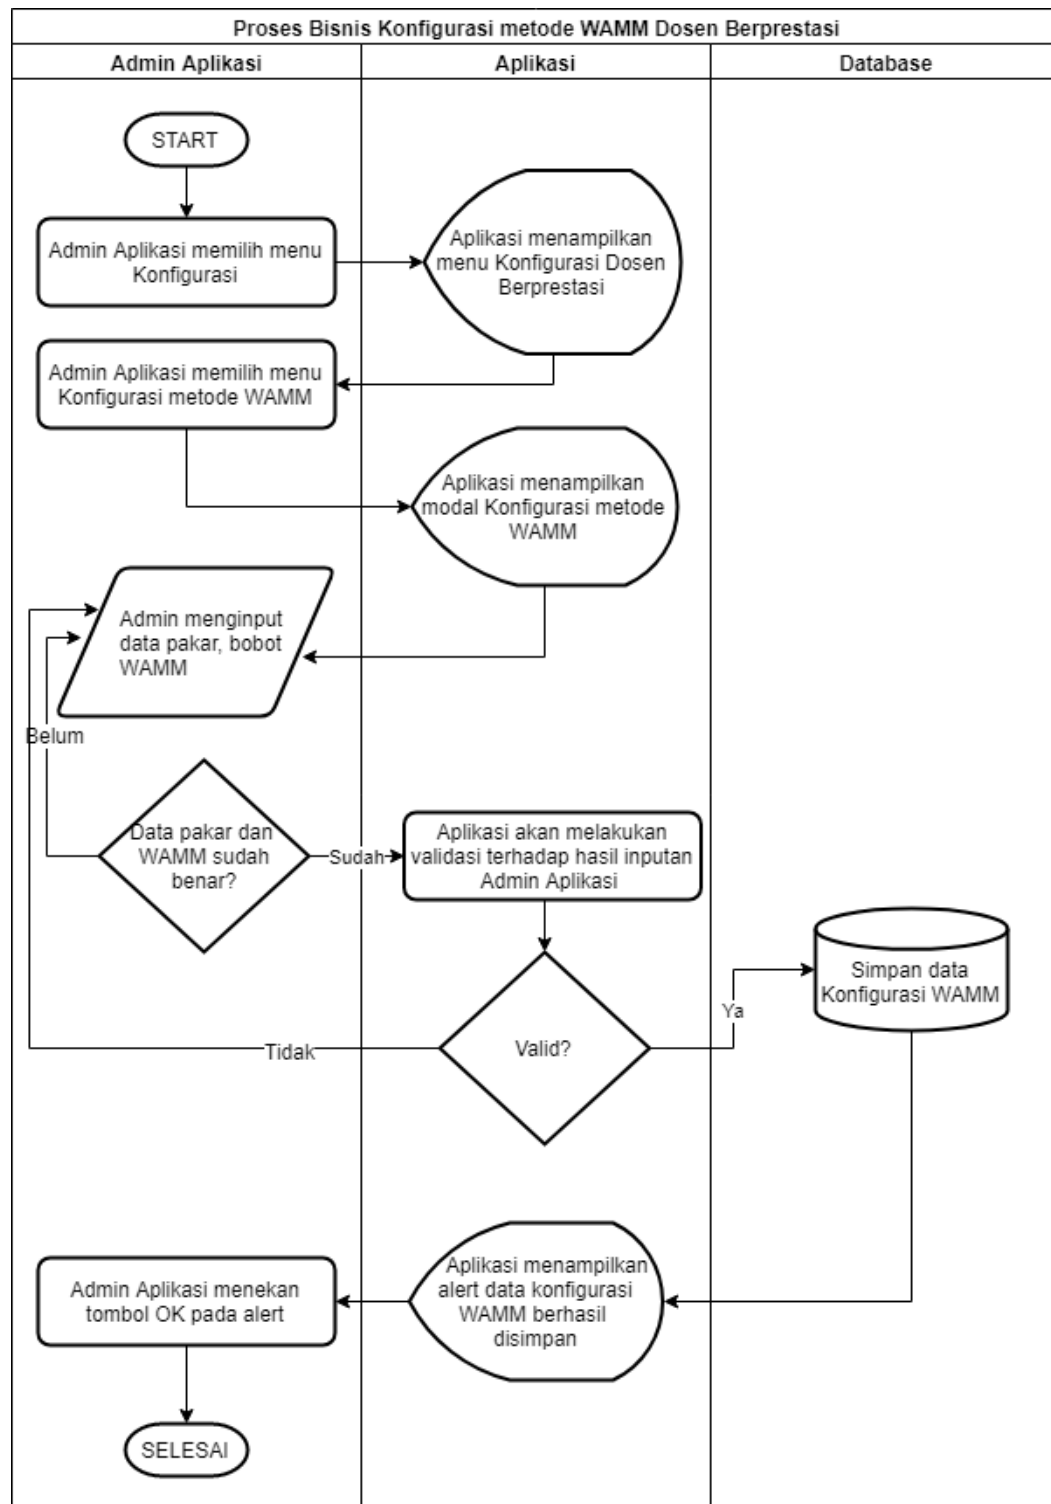 Proses Bisnis Konfigurasi metode WAMM Dosen Berprestasi
Admin Aplikasi
Aplikasi
Database
START
Admin Aplikasi memilih menu
Konfigurasi
Aplikasi menampilkan
menu Konfigurasi Dosen
Berprestasi
Admin Aplikasi memilih menu
Konfigurasi metode WAMM
Aplikasi menampilkan
modal Konfigurasi metode
WAMM
Admin menginput
data pakar, bobot
WAMM
Belum
Data pakar dan
WAMM sudah
benar?
Sudah
Aplikasi akan melakukan
validasi terhadap hasil inputan
Admin Aplikasi
Valid?
Tidak
Ya
Simpan data
Konfigurasi WAMM
Aplikasi menampilkan
alert data konfigurasi
WAMM berhasil
disimpan
Admin Aplikasi menekan
tombol OK pada alert
SELESAI